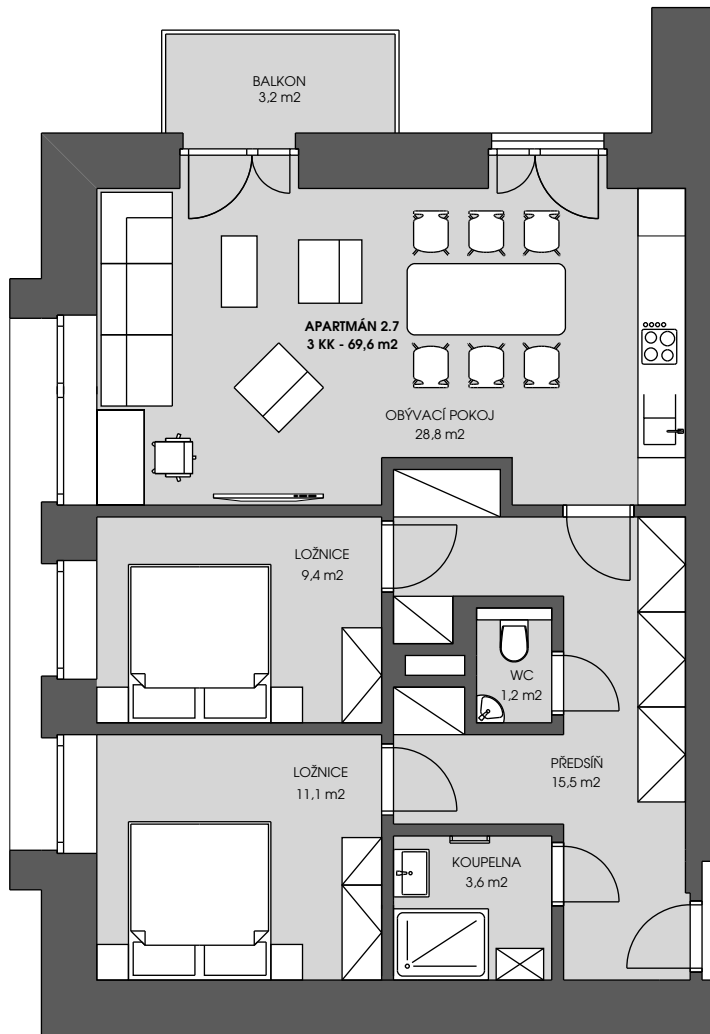 BALKON
3,2 m2
APARTMÁN 2.7
3 KK - 69,6 m2
OBÝVACÍ POKOJ
28,8 m2
LOŽNICE
9,4 m2
WC
1,2 m2
LOŽNICE
11,1 m2
PŘEDSÍŇ
15,5 m2
KOUPELNA
3,6 m2